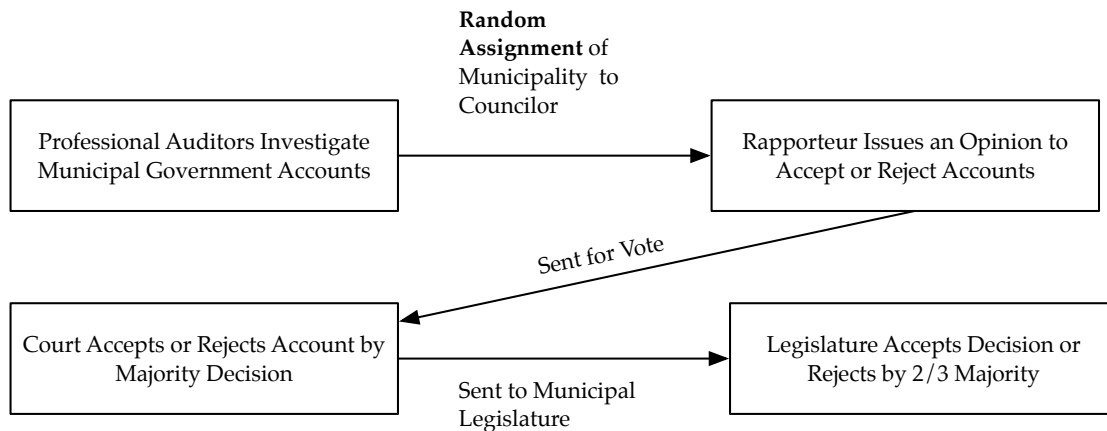 Random
Assignment of
Municipality to
Councilor
Professional Auditors Investigate
Municipal Government Accounts
Rapporteur Issues an Opinion to
Accept or Reject Accounts
Sent for Vote
Court Accepts or Rejects Account by
Majority Decision
Sent to Municipal
Legislature
Legislature Accepts Decision or
Rejects by 2/3 Majority